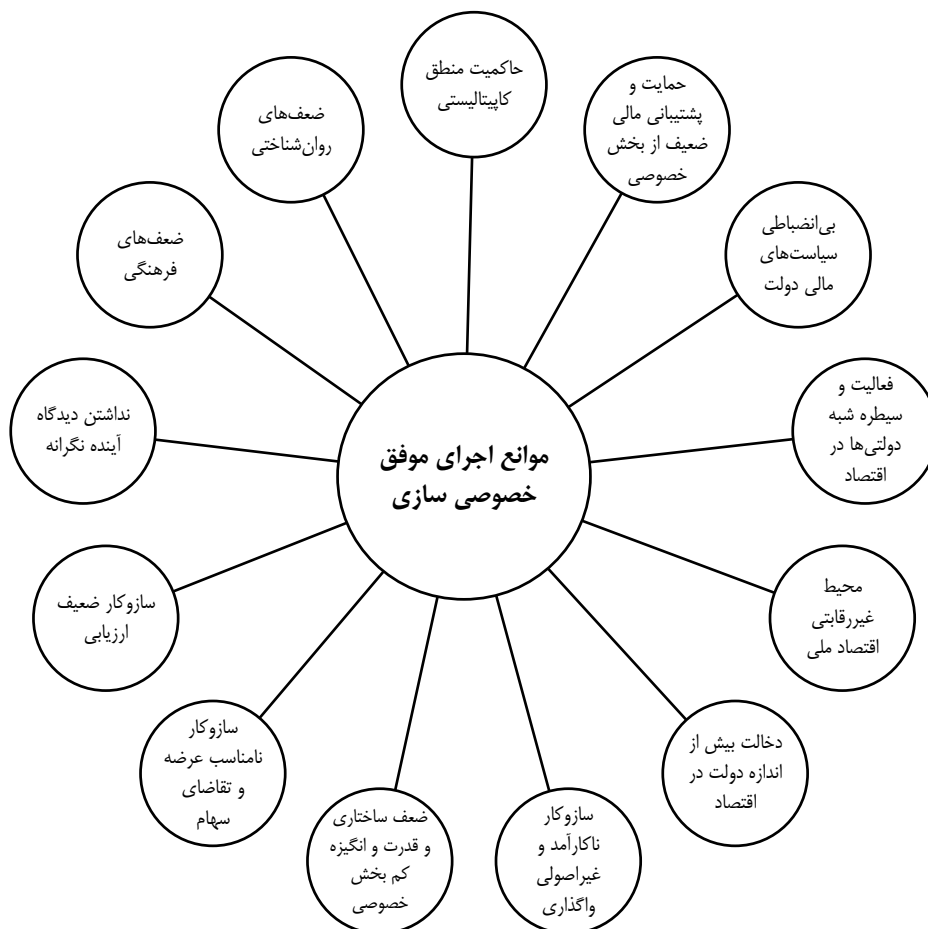 موانع اجرای موفق
خصوصی سازی
حاکمیت منطق
کاپیتالیستی
حمایت و
پشتیبانی مالی
ضعیف از بخش
خصوصی
بی‌انضباطی
سیاست‌های
مالی دولت
فعالیت و
سیطره شبه
دولتی‌ها در
اقتصاد
محیط
غیررقابتی
اقتصاد ملی
دخالت بیش از
اندازه دولت در
اقتصاد
سازوکار
ناکارآمد و
غیراصولی
واگذاری
ضعف ساختاری
و قدرت و انگیزه
کم بخش
خصوصی
سازوکار
نامناسب عرضه
و تقاضای
سهام
سازوکار ضعیف
ارزیابی
نداشتن دیدگاه
آینده نگرانه
ضعف‌های
فرهنگی
ضعف‌های
روان‌شناختی